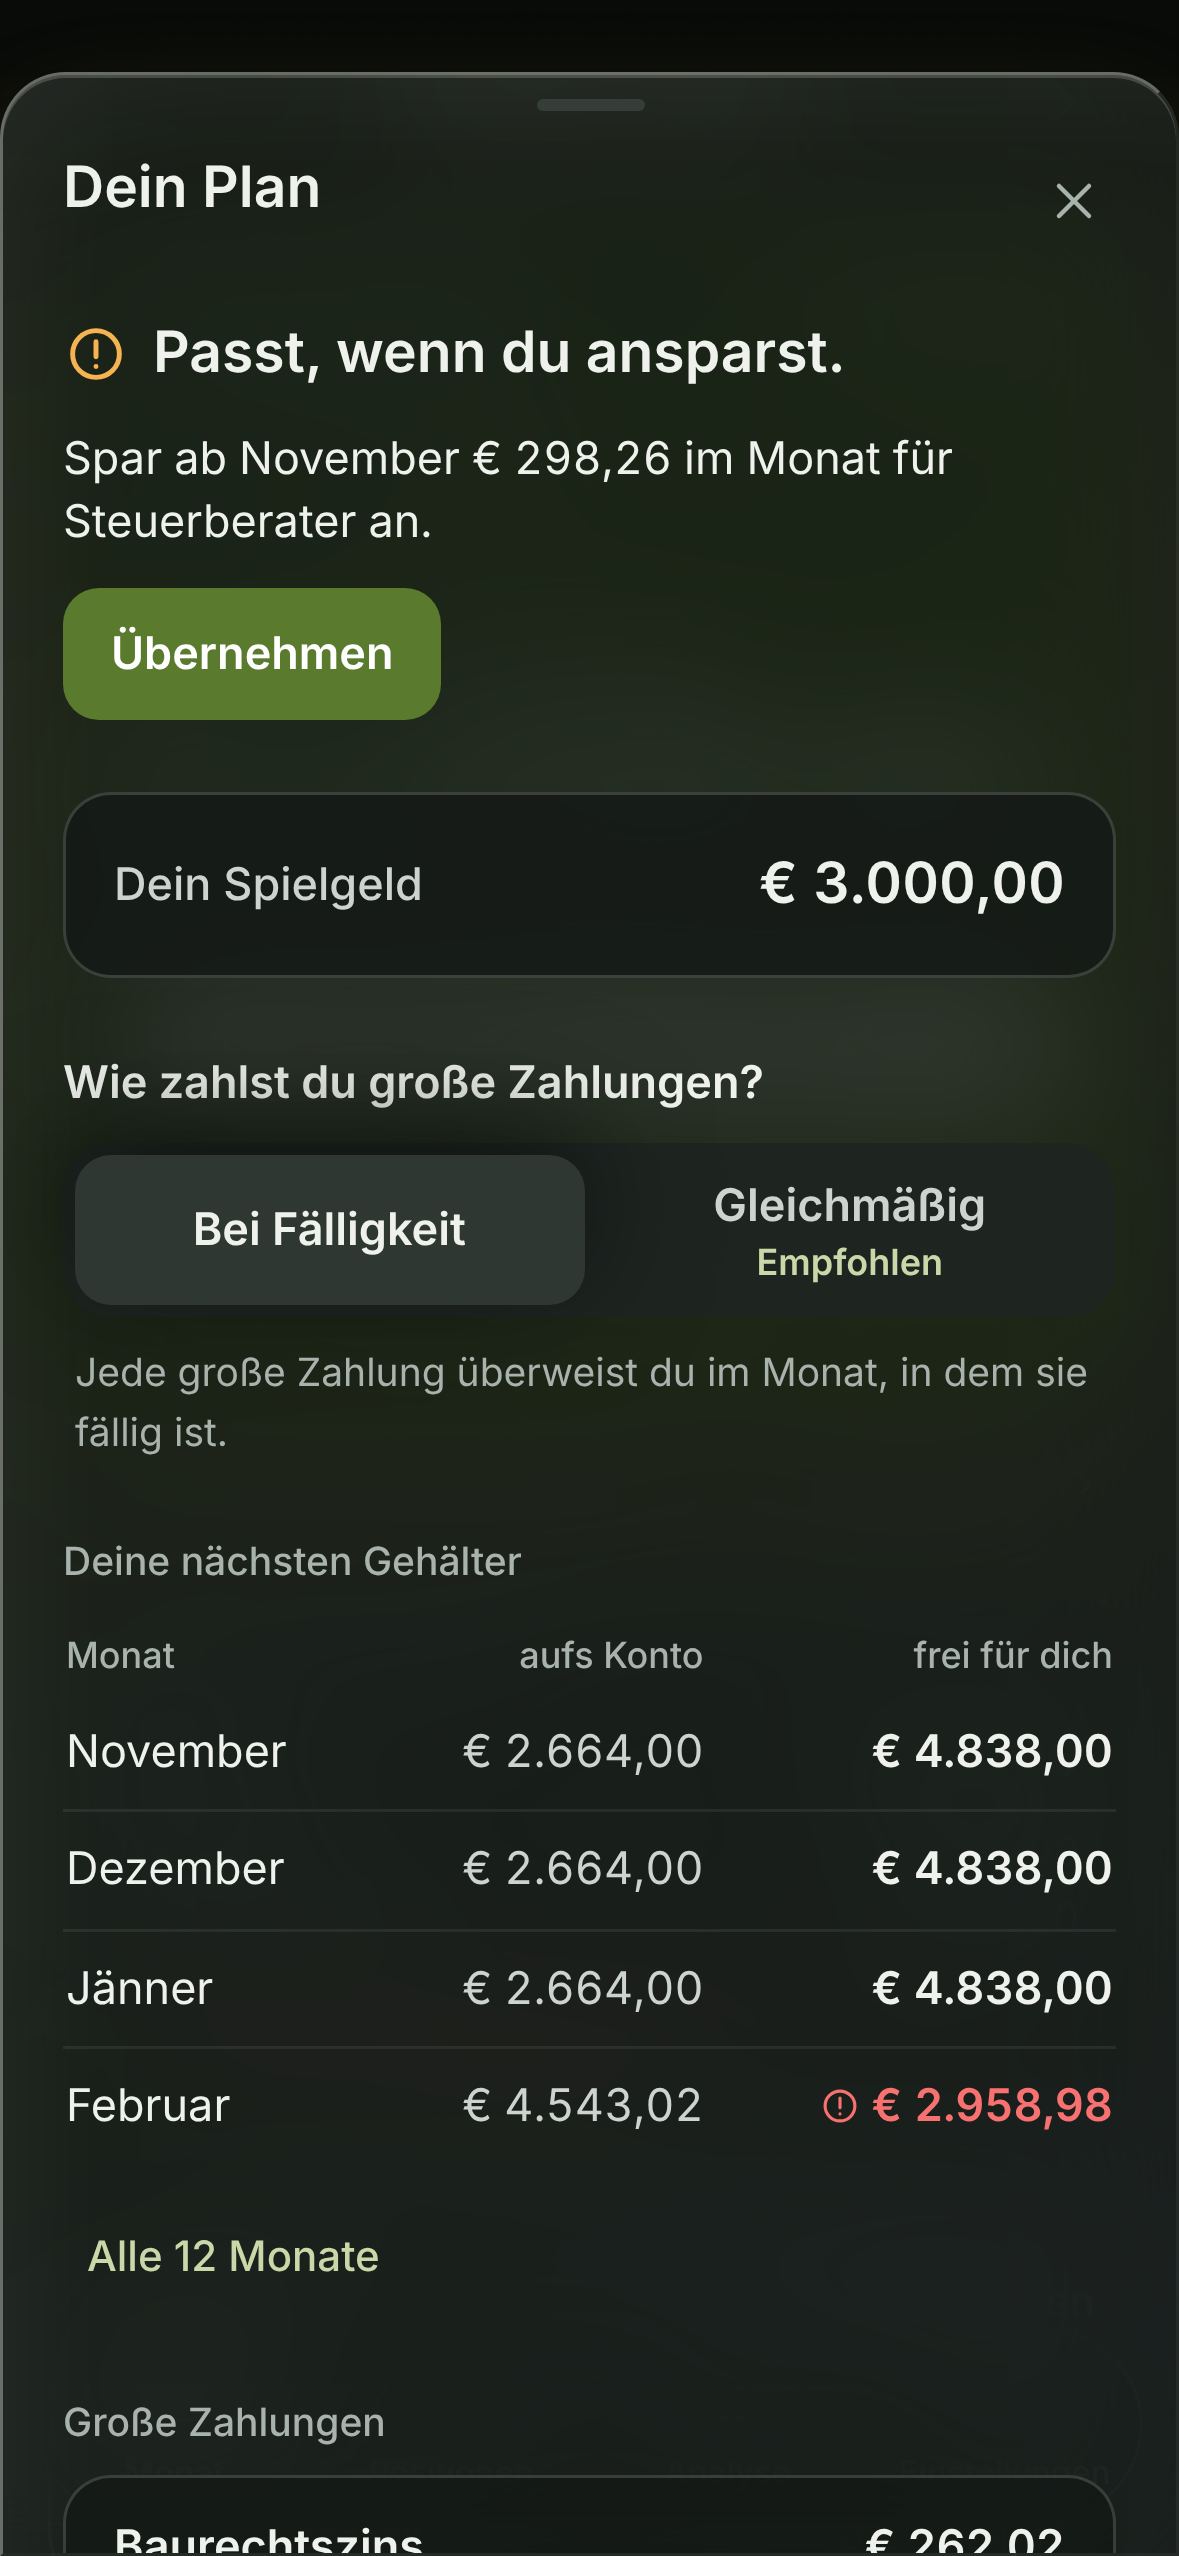 Dein Plan
Passt, wenn du ansparst.
Spar ab November € 298,26 im Monat für
Steuerberater an.
Übernehmen
Dein Spielgeld € 3.000,00
Wie zahlst du große Zahlungen?
Bei Fälligkeit
Gleichmäßig
Empfohlen
Jede große Zahlung überweist du im Monat, in dem sie
fällig ist.
Deine nächsten Gehälter
Monat aufs Konto frei für dich
November € 2.664,00 € 4.838,00
Dezember € 2.664,00 € 4.838,00
Jänner € 2.664,00 € 4.838,00
Februar € 4.543,02 € 2.958,98
Alle 12 Monate
Große Zahlungen
Baurechtszins € 262,02